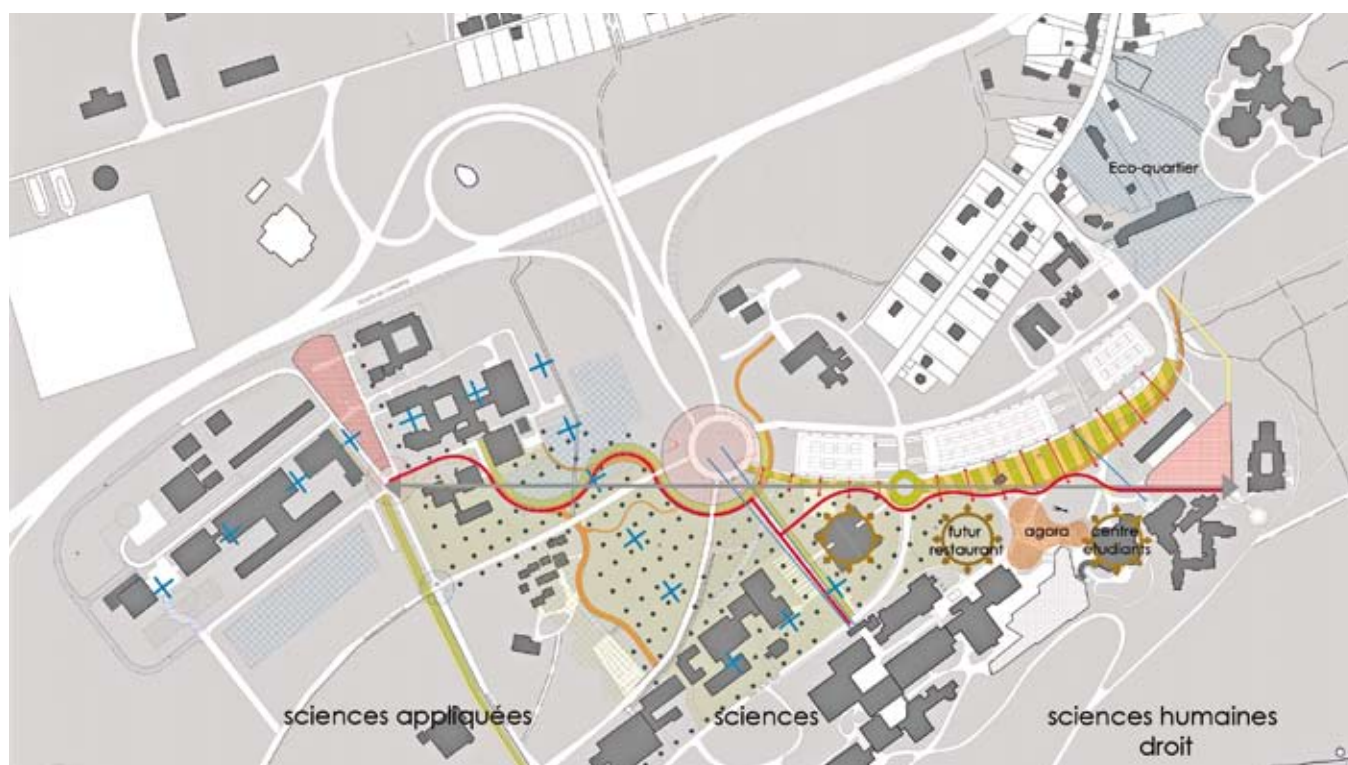 Eco-quartier
futur
restaurant
agora
centre
étudiants
sciences appliquées
sciences
sciences humaines
droit